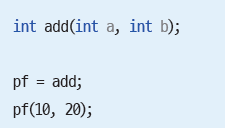 int add(int a, int b);
pf = add;
pf(10, 20);